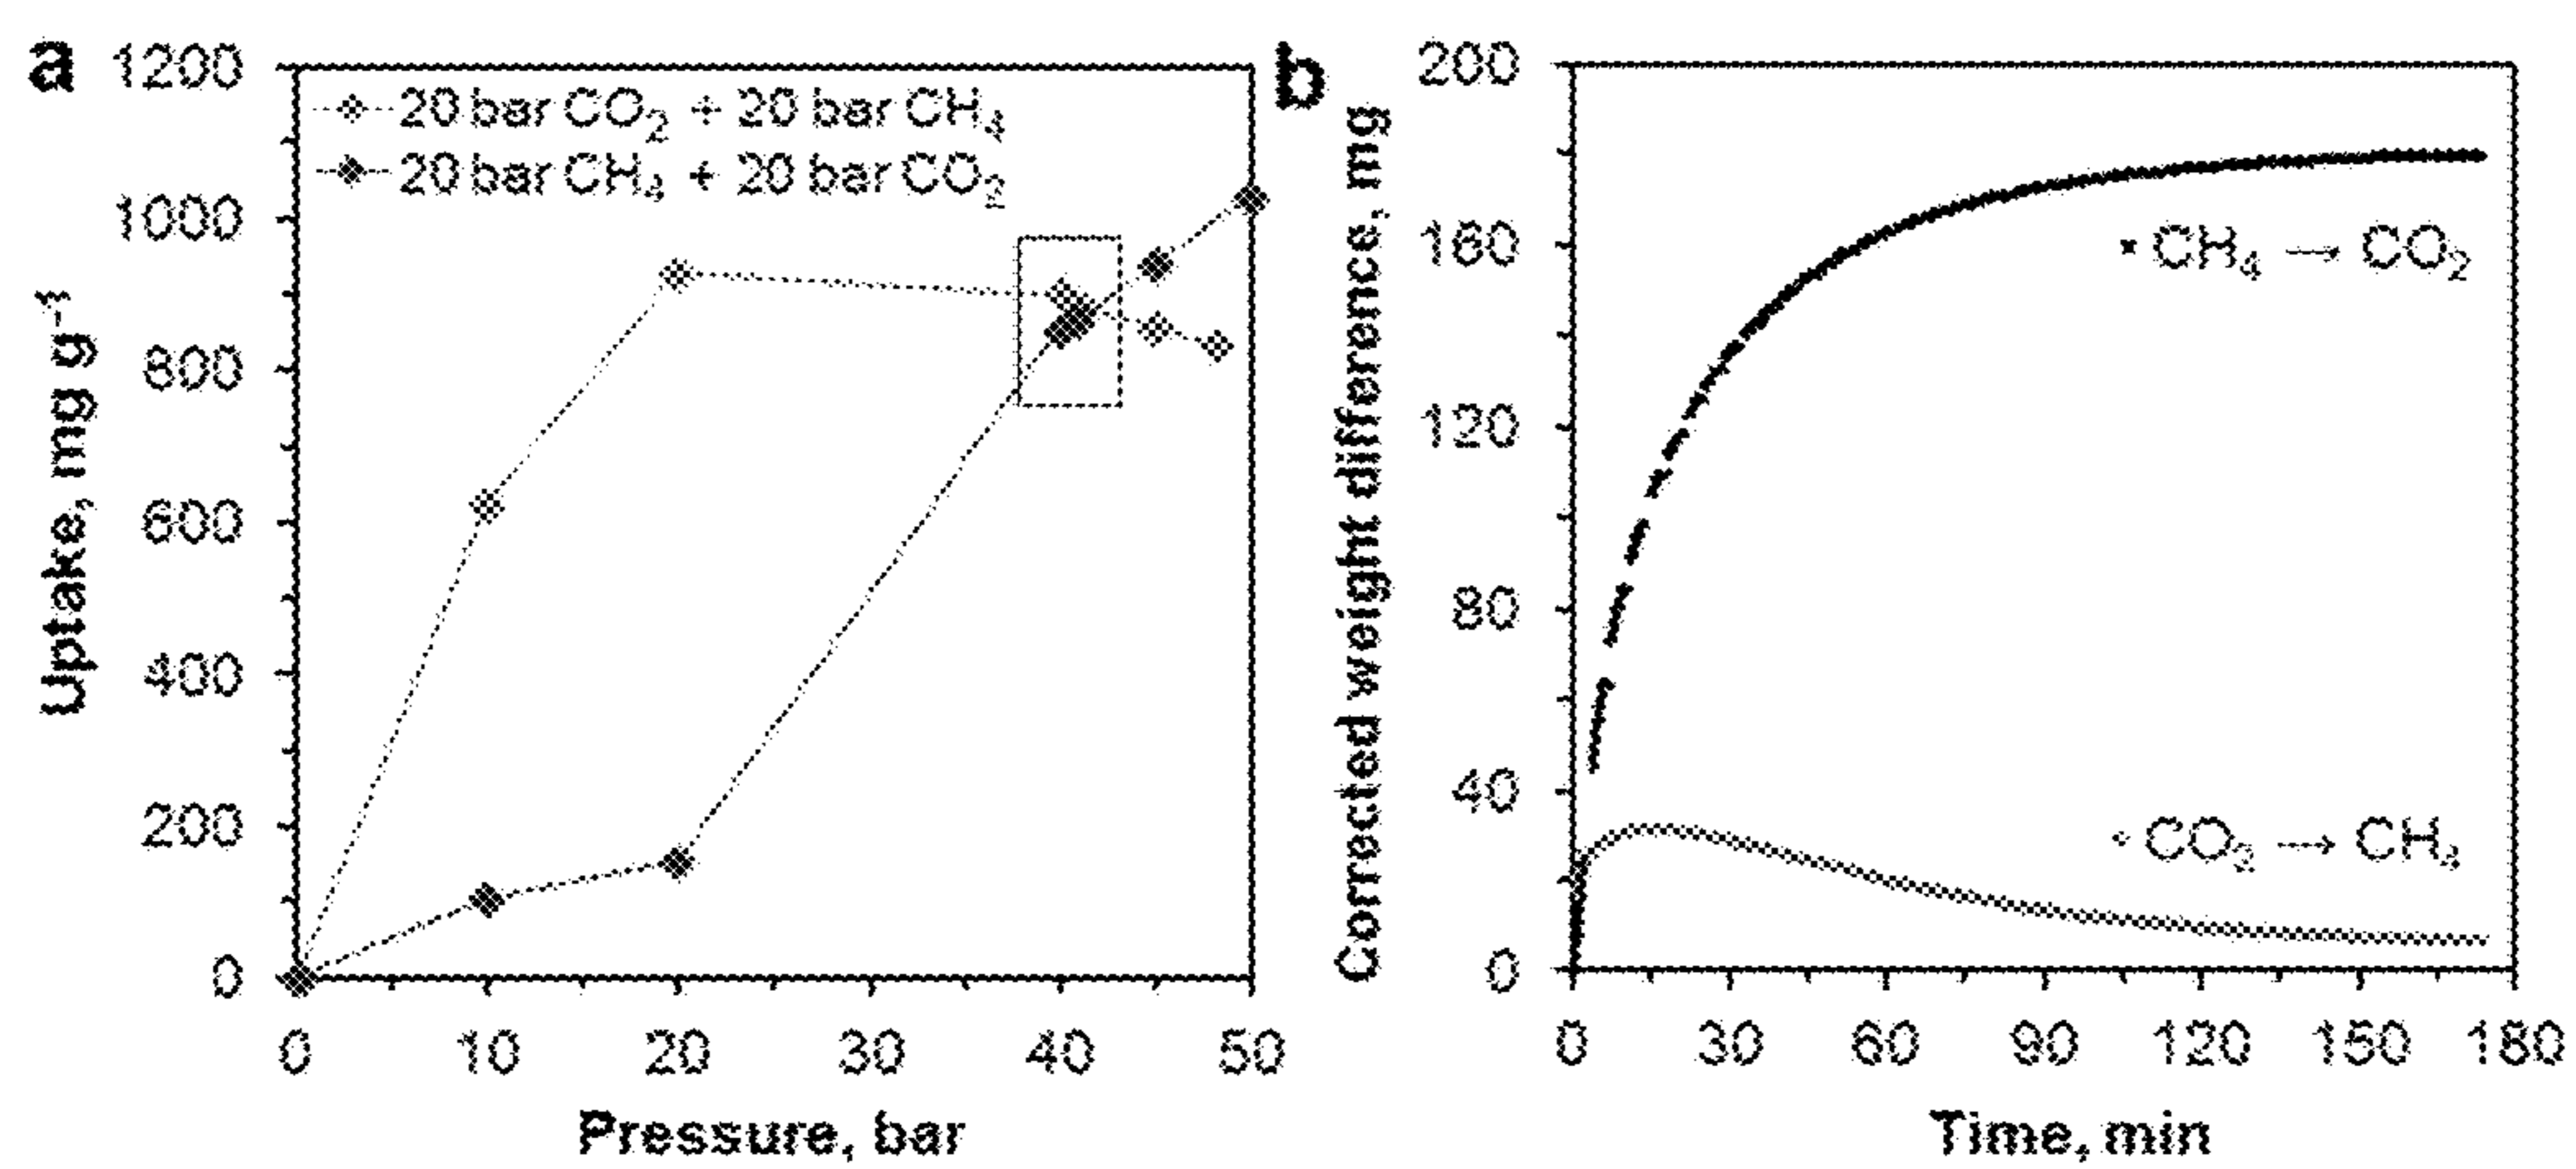 a
1200
1000
800
600
400
200
0
Uptake, mg g⁻¹
20 bar CO₂ + 20 bar CH₄
20 bar CH₄ + 20 bar CO₂
0 10 20 30 40 50
Pressure, bar
b
200
160
120
80
40
0
Corrected weight difference, mg
CH₄ → CO₂
CO₂ → CH₄
0 30 60 90 120 150 180
Time, min